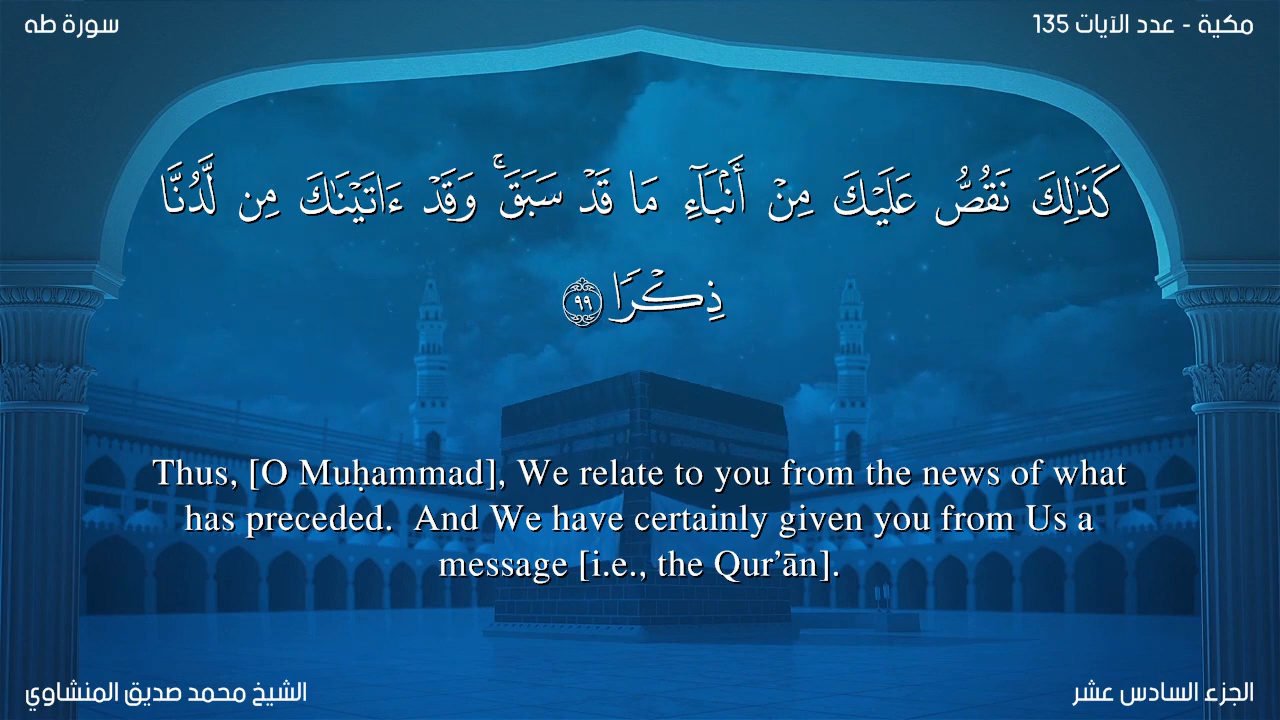 مكية - عدد الآيات 135
سورة طه
كَذَٰلِكَ نَقُصُّ عَلَيۡكَ مِنۡ أَنۢبَآءِ مَا قَدۡ سَبَقَۚ وَقَدۡ ءَاتَيۡنَٰكَ مِن لَّدُنَّا
ذِكۡرٗا ٩٩
Thus, [O Muḥammad], We relate to you from the news of what
has preceded.  And We have certainly given you from Us a
message [i.e., the Qur’ān].
الجزء السادس عشر
الشيخ محمد صديق المنشاوي